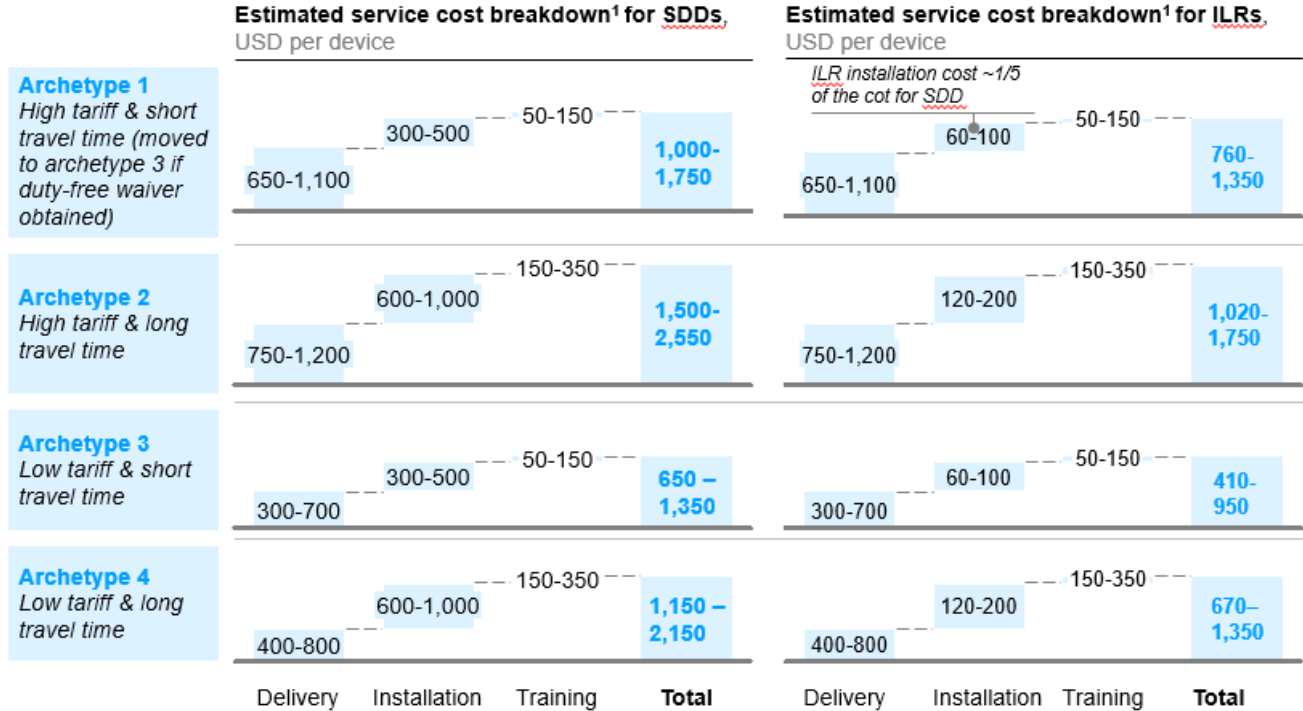 Estimated service cost breakdown¹ for SDDs,
USD per device
Estimated service cost breakdown¹ for ILRs,
USD per device
Archetype 1
High tariff & short
travel time (moved
to archetype 3 if
duty-free waiver
obtained)
650-1,100
300-500
50-150
1,000-
1,750
ILR installation cost ~1/5
of the cot for SDD
650-1,100
60-100
50-150
760-
1,350
Archetype 2
High tariff & long
travel time
750-1,200
600-1,000
150-350
1,500-
2,550
750-1,200
120-200
150-350
1,020-
1,750
Archetype 3
Low tariff & short
travel time
300-700
300-500
50-150
650 –
1,350
300-700
60-100
50-150
410-
950
Archetype 4
Low tariff & long
travel time
400-800
600-1,000
150-350
1,150 –
2,150
400-800
120-200
150-350
670–
1,350
Delivery Installation Training Total
Delivery Installation Training Total